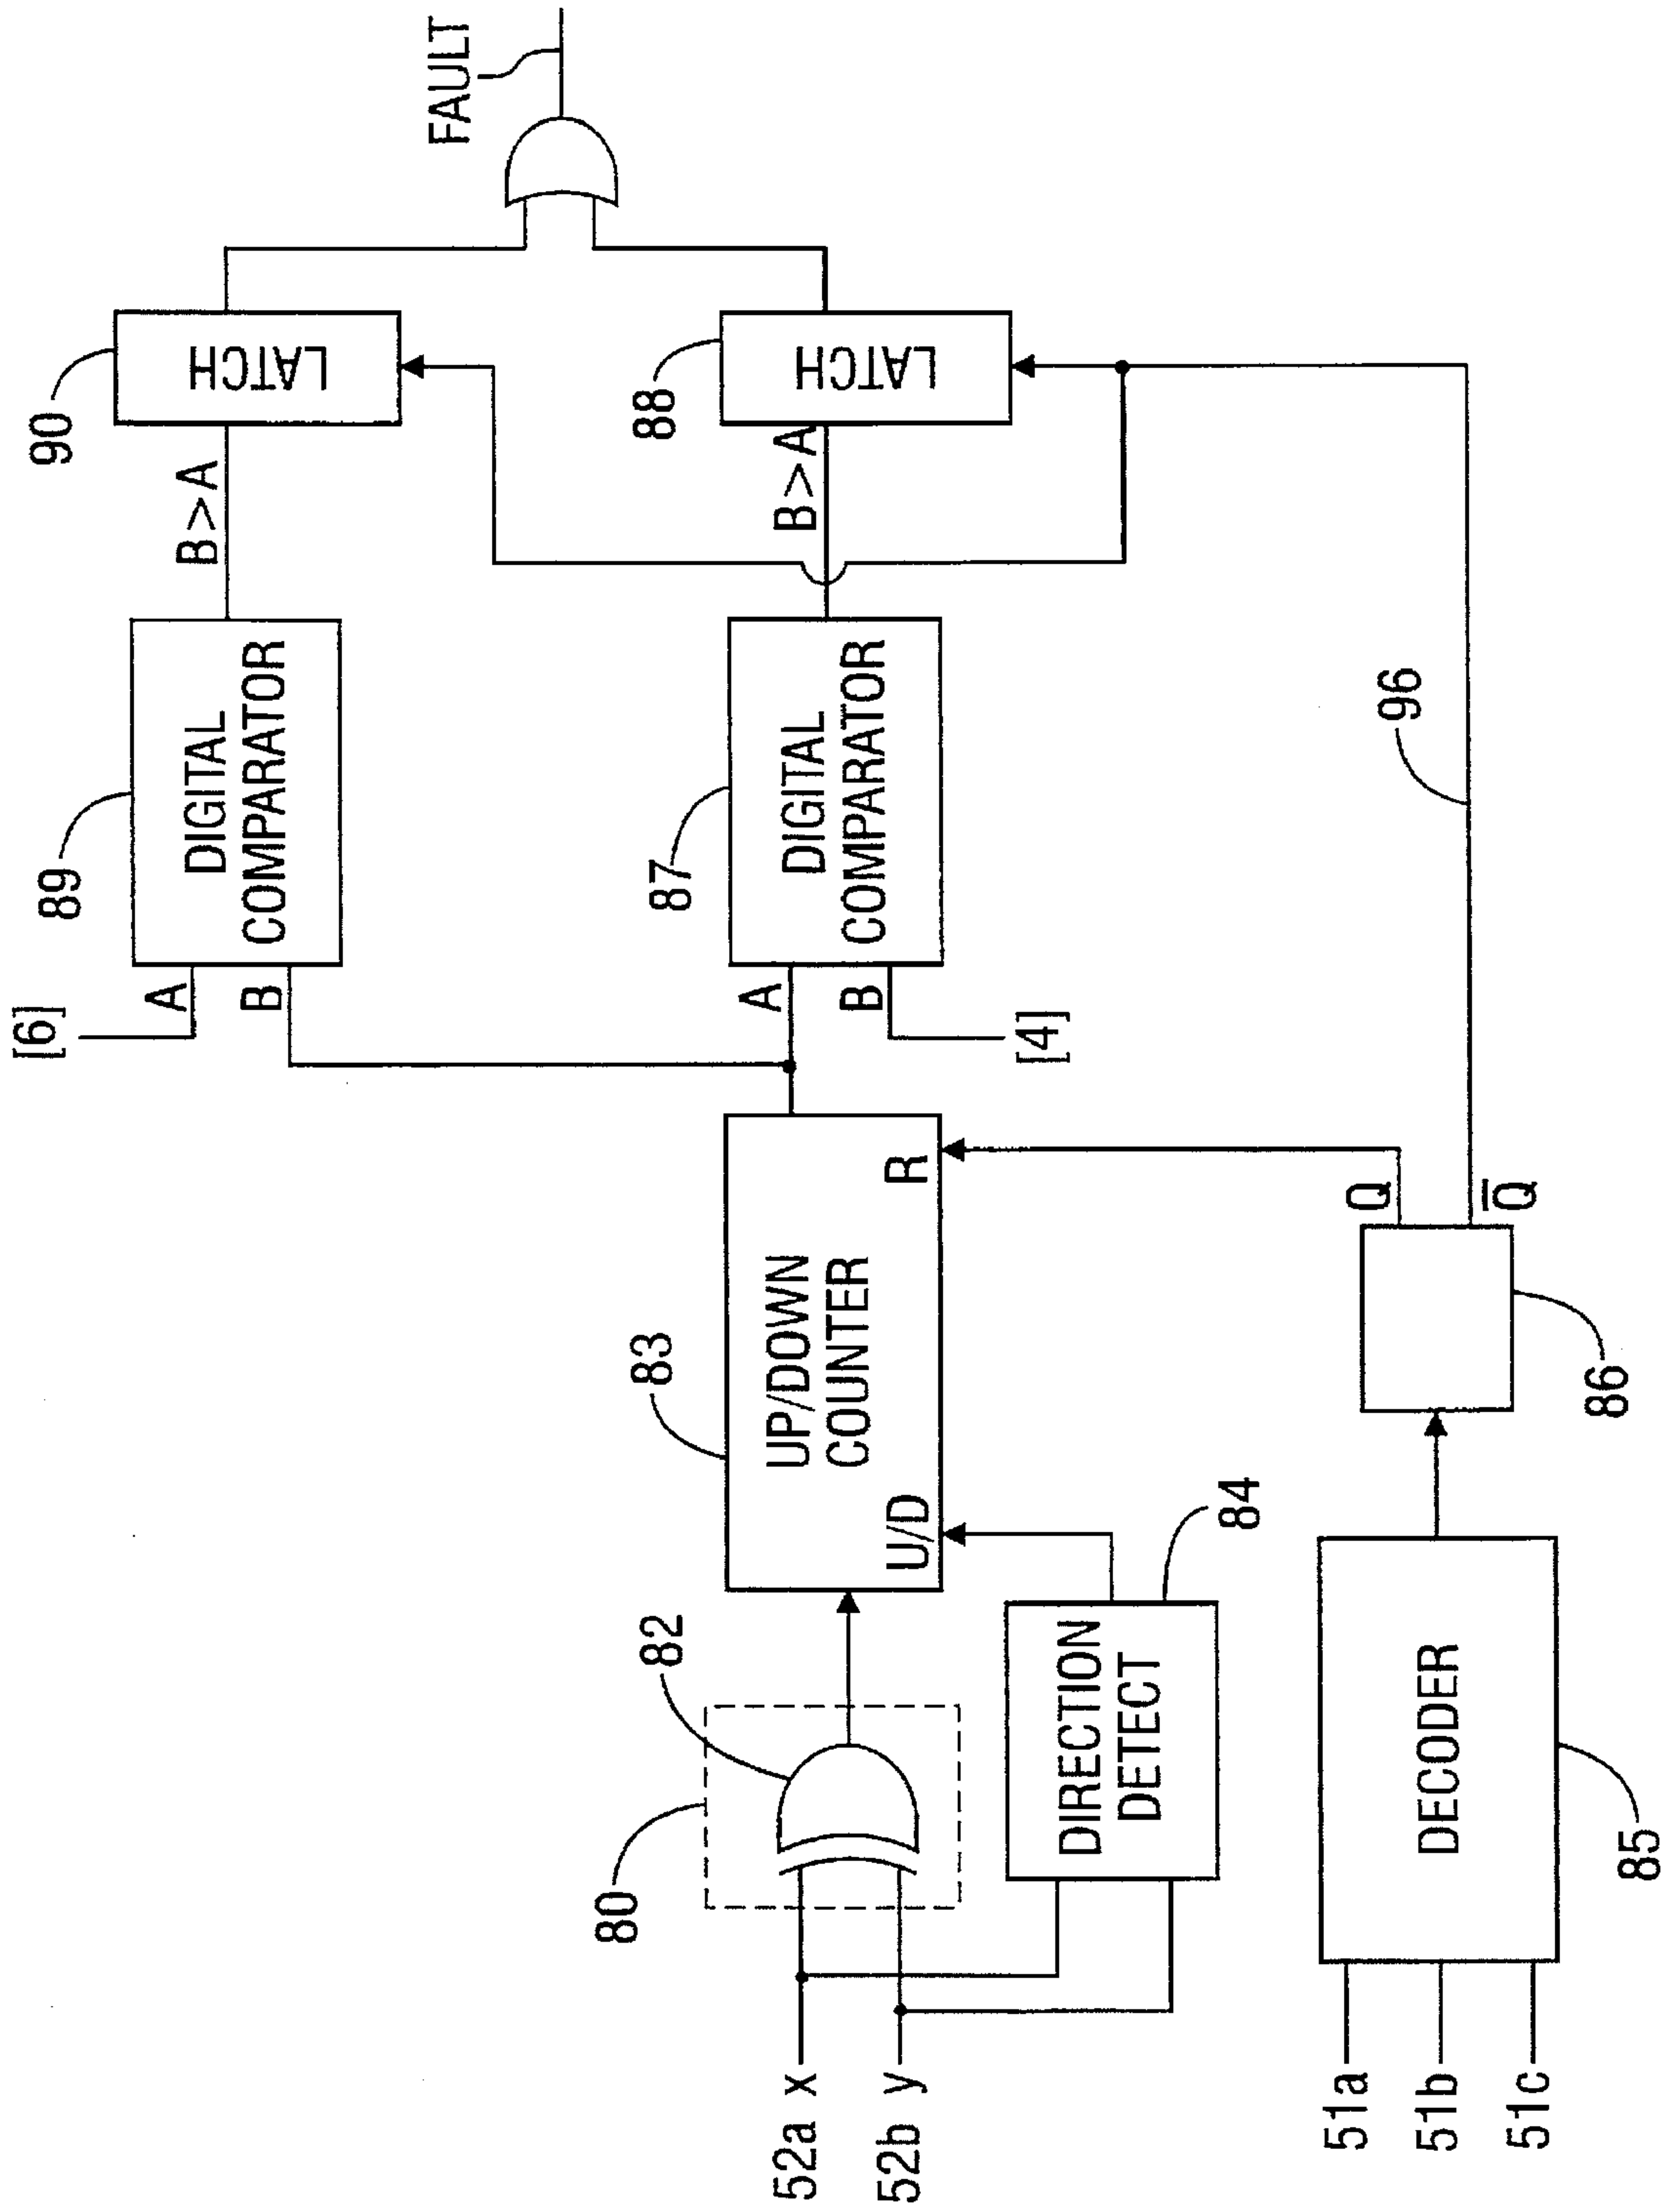 FAULT
90
LATCH
88
LATCH
B>A
B>A
89
DIGITAL
COMPARATOR
87
DIGITAL
COMPARATOR
96
[6]
A
B
A
B
[4]
83
UP/DOWN
COUNTER
U/D
R
Q
Q̅
86
82
80
DIRECTION
DETECT
84
DECODER
85
52a x
52b y
51a
51b
51c